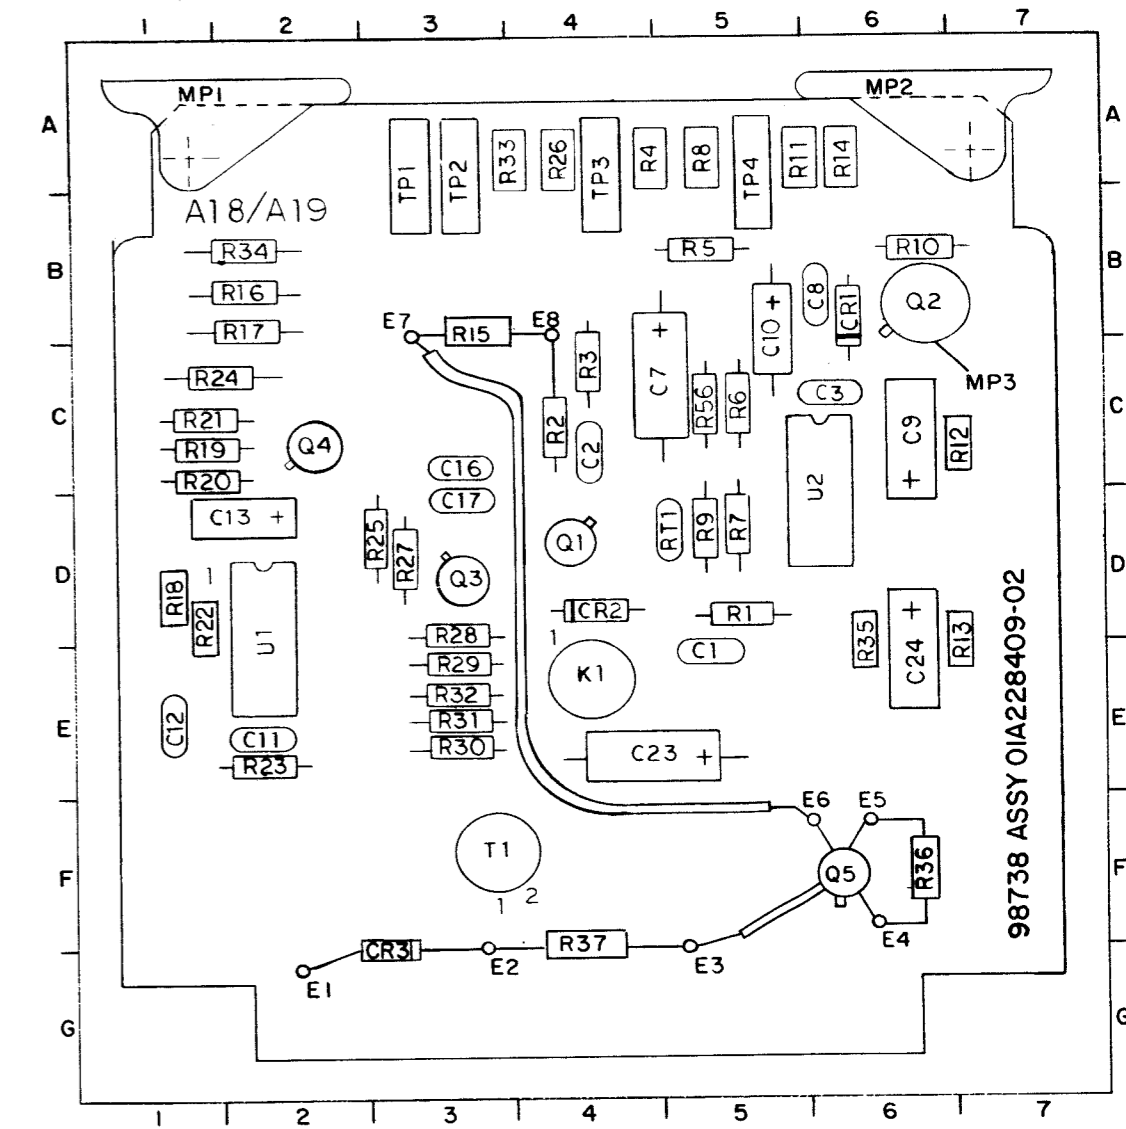 1 2 3 4 5 6 7
MP1 MP2
A A
TP1 TP2 R33 R26 TP3 R4 R8 TP4 R11 R14
A18/A19
R34 R5 R10
B B
R16 C8 CR1 Q2
R17 E7 R15 E8 C10 +
R3 C7 +
R24 R56 R6 C3 MP3
C C
R21 R2 C9 +
R19 Q4 C2 R12
R20 C16 U2
C17
C13 + R25 R27 Q1 RT1 R9 R7
D D
R18 1 Q3
R22 CR2 R1 C24 +
U1 R28 1 C1 R35 R13
R29 K1
R32
E E
C12 R31
C11 R30 C23 +
R23
98738 ASSY 01A228409-02
E6 E5
T1
F F
Q5 R36
1 2
E4
CR3 R37
E1 E2 E3
G G
1 2 3 4 5 6 7